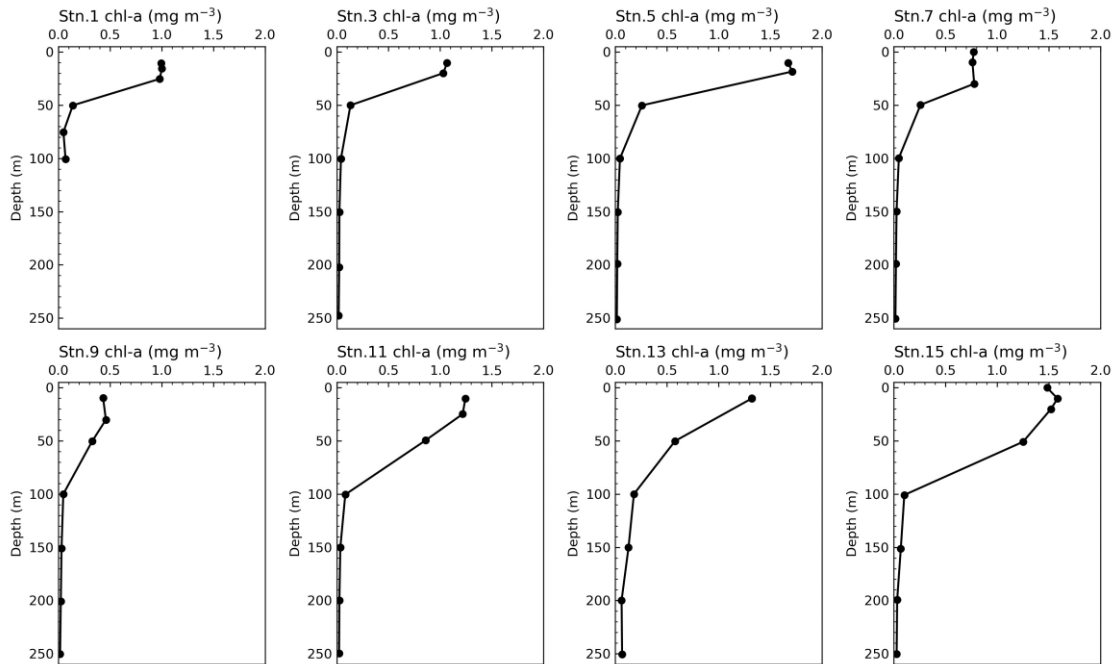 Stn.1 chl-a (mg m⁻³)
0.0 0.5 1.0 1.5 2.0
0
50
100
150
200
250
Depth (m)
Stn.3 chl-a (mg m⁻³)
0.0 0.5 1.0 1.5 2.0
0
50
100
150
200
250
Depth (m)
Stn.5 chl-a (mg m⁻³)
0.0 0.5 1.0 1.5 2.0
0
50
100
150
200
250
Depth (m)
Stn.7 chl-a (mg m⁻³)
0.0 0.5 1.0 1.5 2.0
0
50
100
150
200
250
Depth (m)
Stn.9 chl-a (mg m⁻³)
0.0 0.5 1.0 1.5 2.0
0
50
100
150
200
250
Depth (m)
Stn.11 chl-a (mg m⁻³)
0.0 0.5 1.0 1.5 2.0
0
50
100
150
200
250
Depth (m)
Stn.13 chl-a (mg m⁻³)
0.0 0.5 1.0 1.5 2.0
0
50
100
150
200
250
Depth (m)
Stn.15 chl-a (mg m⁻³)
0.0 0.5 1.0 1.5 2.0
0
50
100
150
200
250
Depth (m)